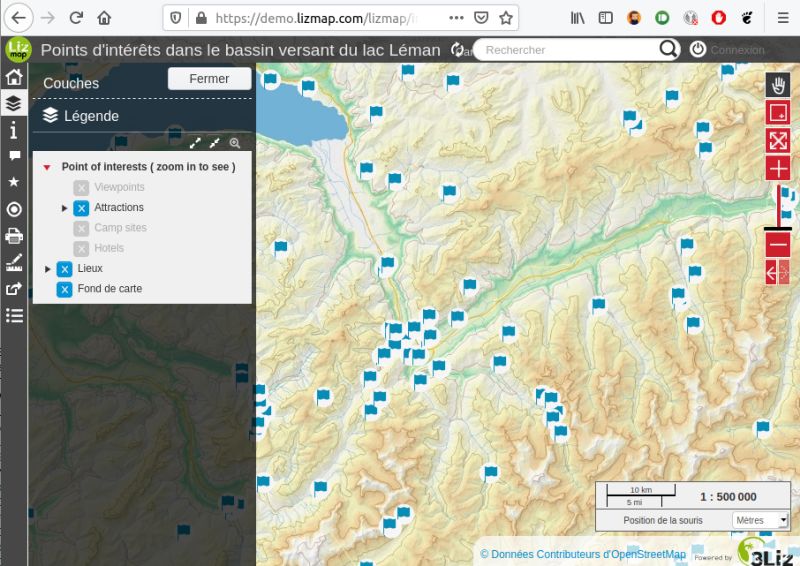 https://demo.lizmap.com/lizmap/i
Liz map
Points d'intérêts dans le bassin versant du lac Léman
Rechercher
Connexion
Couches
Fermer
Légende
Point of interests ( zoom in to see )
Viewpoints
Attractions
Camp sites
Hotels
Lieux
Fond de carte
10 km
5 mi
1 : 500 000
Position de la souris
Mètres
© Données Contributeurs d'OpenStreetMap
Powered by
3Liz